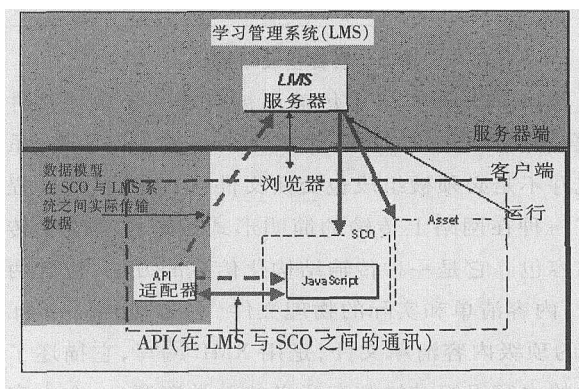 学习管理系统(LMS)
LMS
服务器
服务器端
数据模型
在SCO与LMS系
统之间实际传输
数据
客户端
浏览器
运行
Asset
SCO
API
适配器
JavaScript
API(在LMS与SCO之间的通讯)